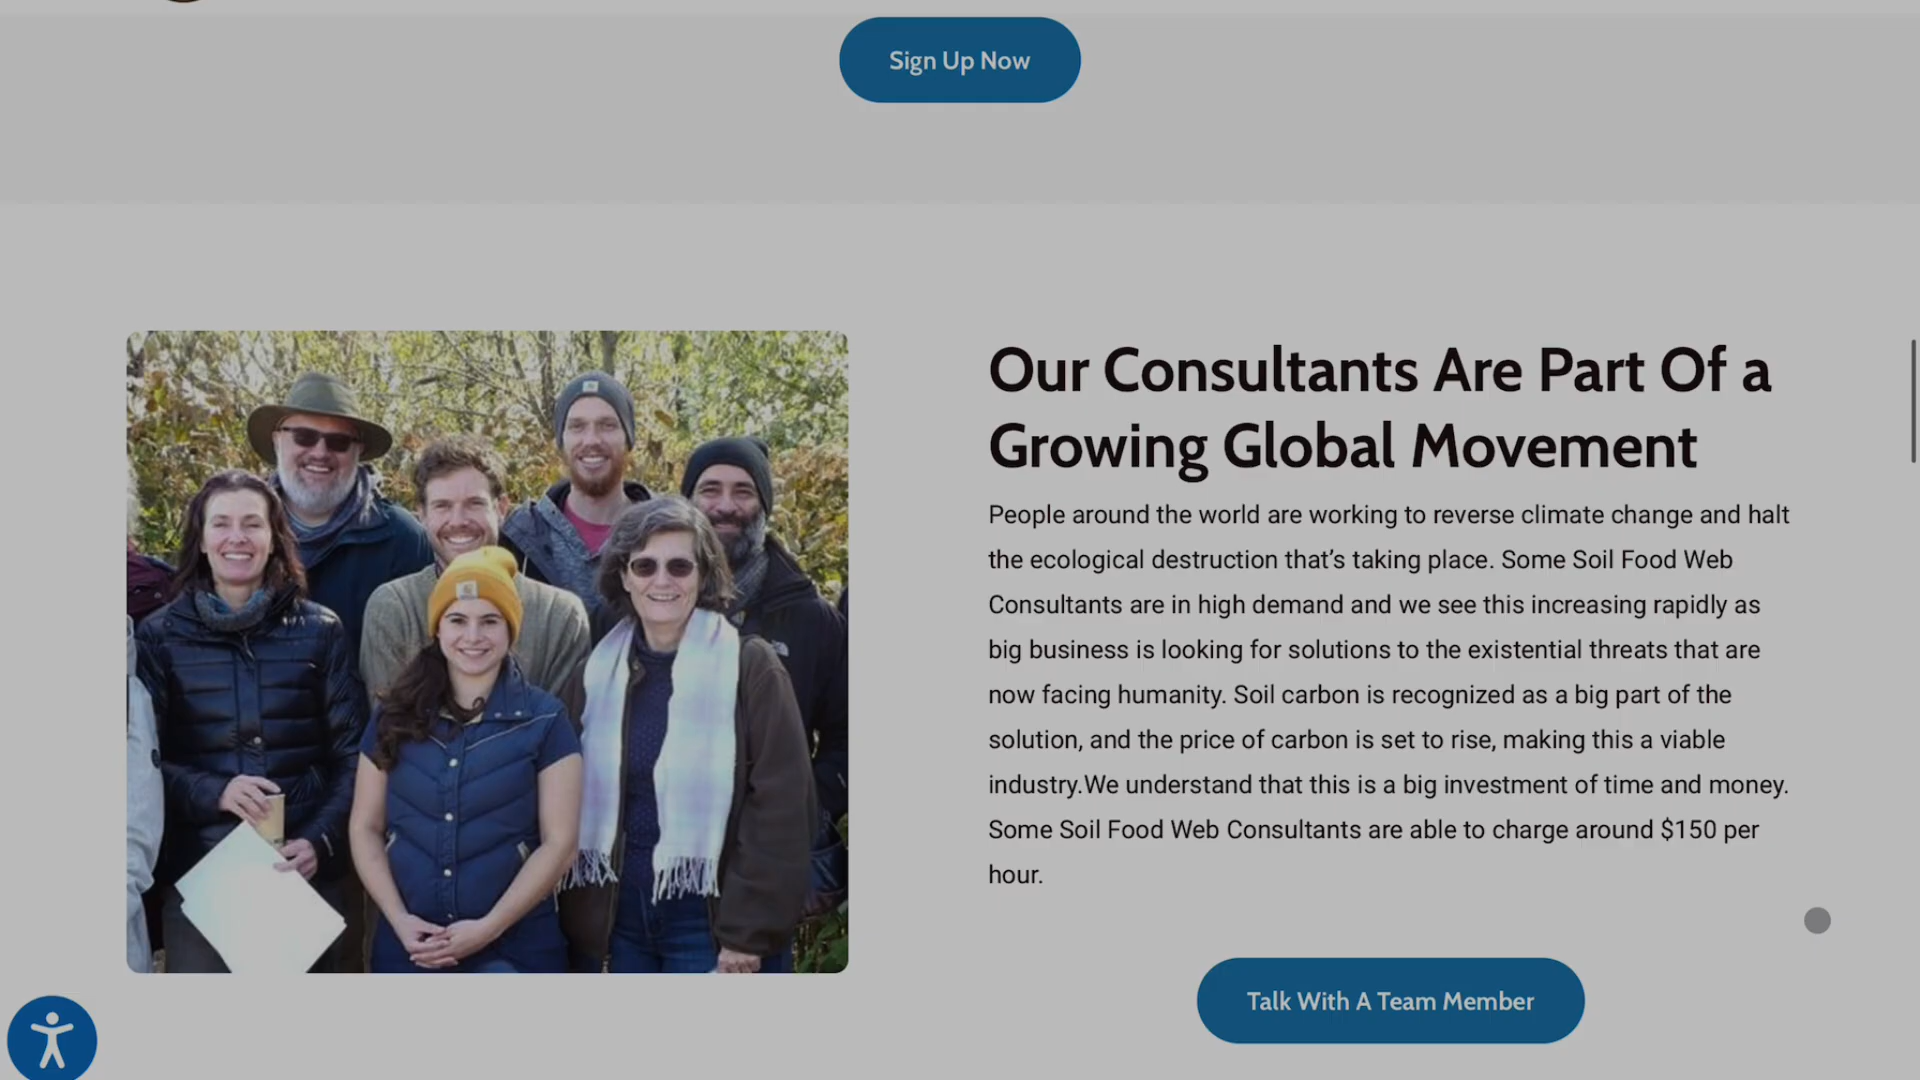 Sign Up Now
Our Consultants Are Part Of a
Growing Global Movement
People around the world are working to reverse climate change and halt
the ecological destruction that’s taking place. Some Soil Food Web
Consultants are in high demand and we see this increasing rapidly as
big business is looking for solutions to the existential threats that are
now facing humanity. Soil carbon is recognized as a big part of the
solution, and the price of carbon is set to rise, making this a viable
industry.We understand that this is a big investment of time and money.
Some Soil Food Web Consultants are able to charge around $150 per
hour.
Talk With A Team Member